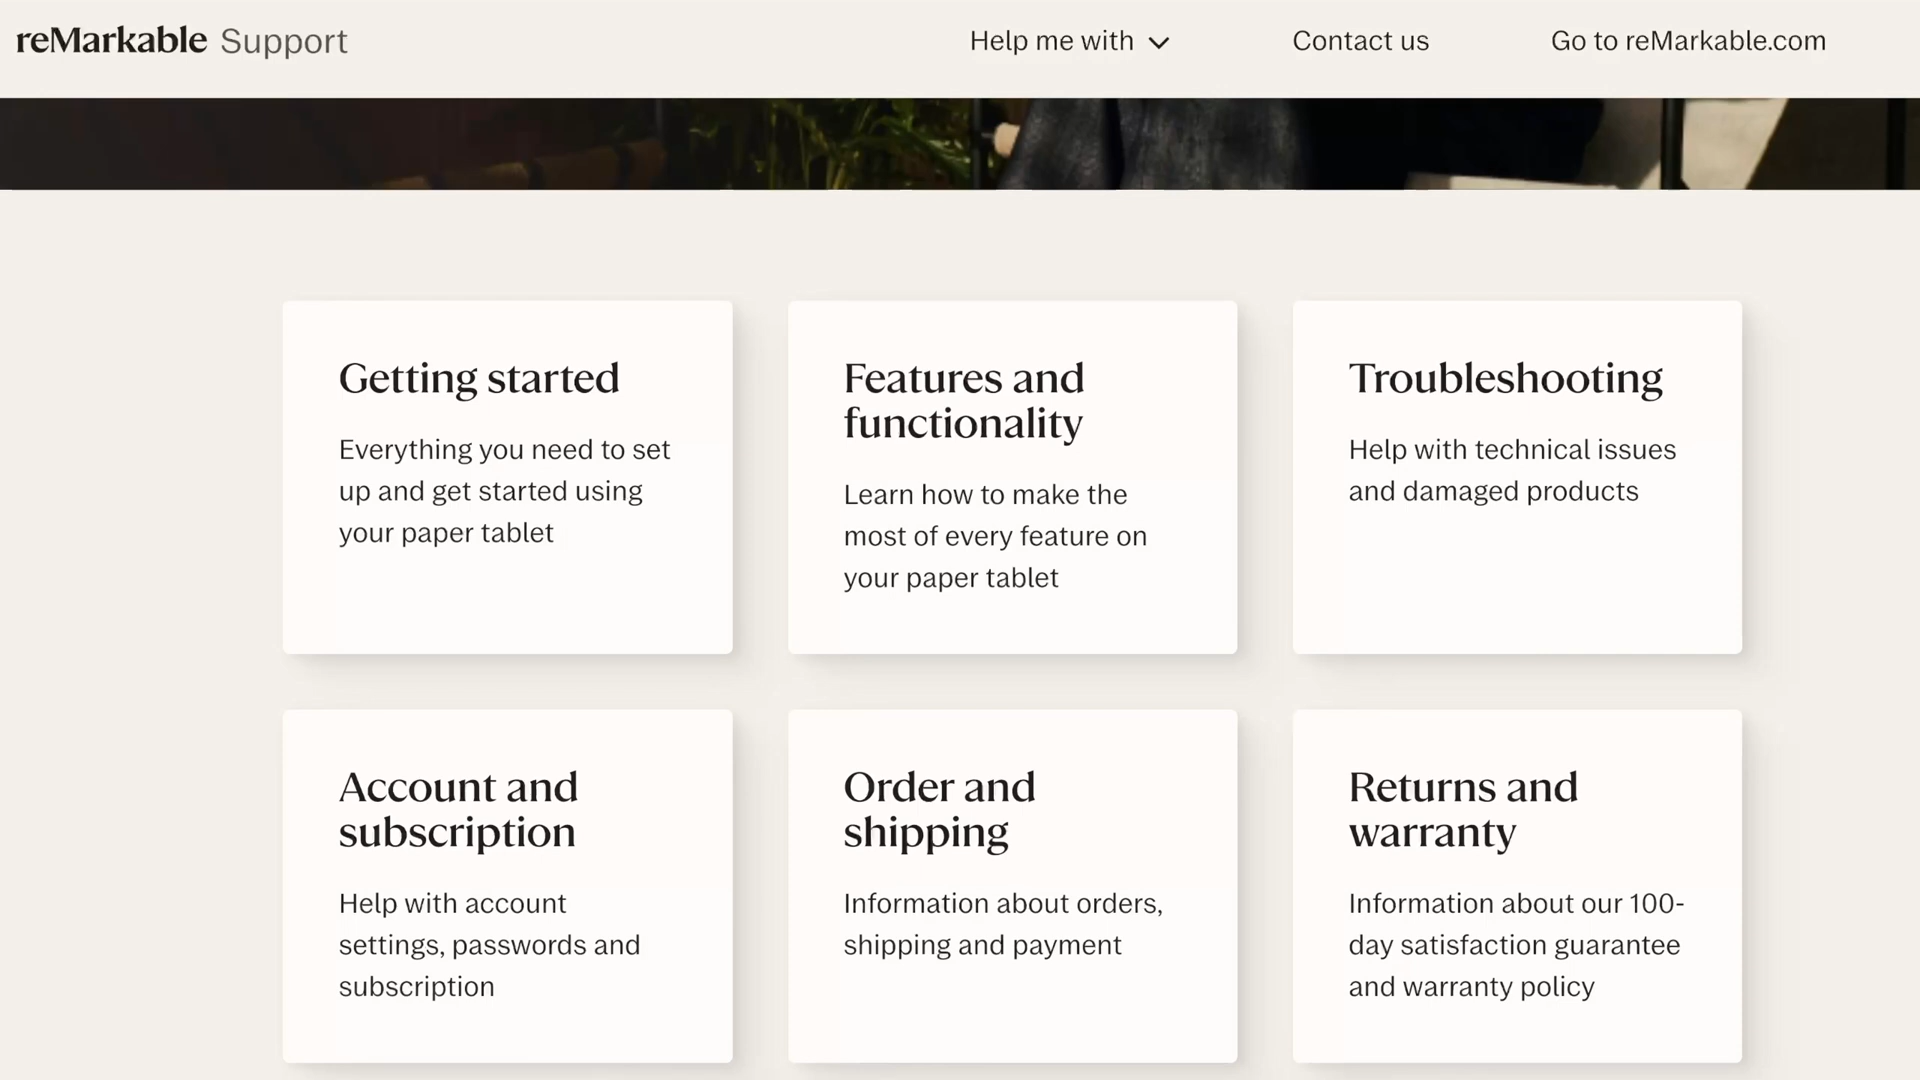 reMarkable Support
Help me with
Contact us
Go to reMarkable.com
Getting started
Everything you need to set
up and get started using
your paper tablet
Features and
functionality
Learn how to make the
most of every feature on
your paper tablet
Troubleshooting
Help with technical issues
and damaged products
Account and
subscription
Help with account
settings, passwords and
subscription
Order and
shipping
Information about orders,
shipping and payment
Returns and
warranty
Information about our 100-
day satisfaction guarantee
and warranty policy